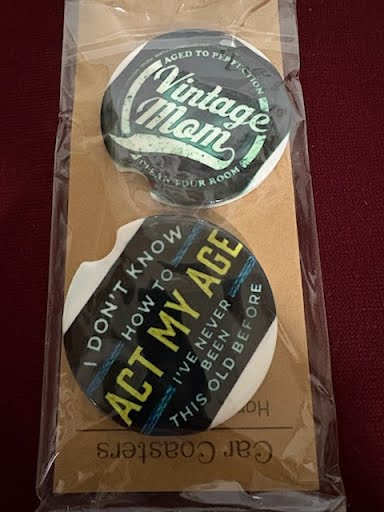 AGED TO PERFECTION
Vintage
Mom
CLEAN YOUR ROOM
I DON'T KNOW
HOW TO
ACT MY AGE
I'VE NEVER
BEEN
THIS OLD BEFORE
Car Coasters